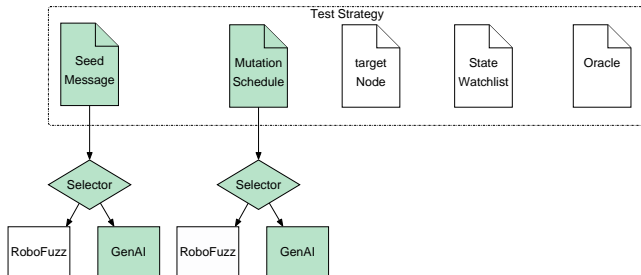 Test Strategy
Seed
Message
Mutation
Schedule
target
Node
State
Watchlist
Oracle
Selector
Selector
RoboFuzz
GenAI
RoboFuzz
GenAI